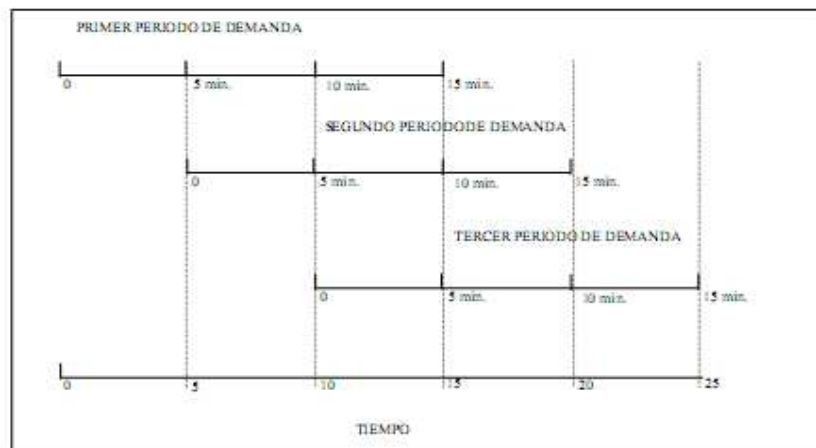 PRIMER PERIODO DE DEMANDA
0 5 min. 10 min. 15 min.
SEGUNDO PERIODODE DEMANDA
0 5 min. 10 min. 15 min.
TERCER PERIODO DE DEMANDA
0 5 min. 10 min. 15 min.
0 5 10 15 20 25
TIEMPO